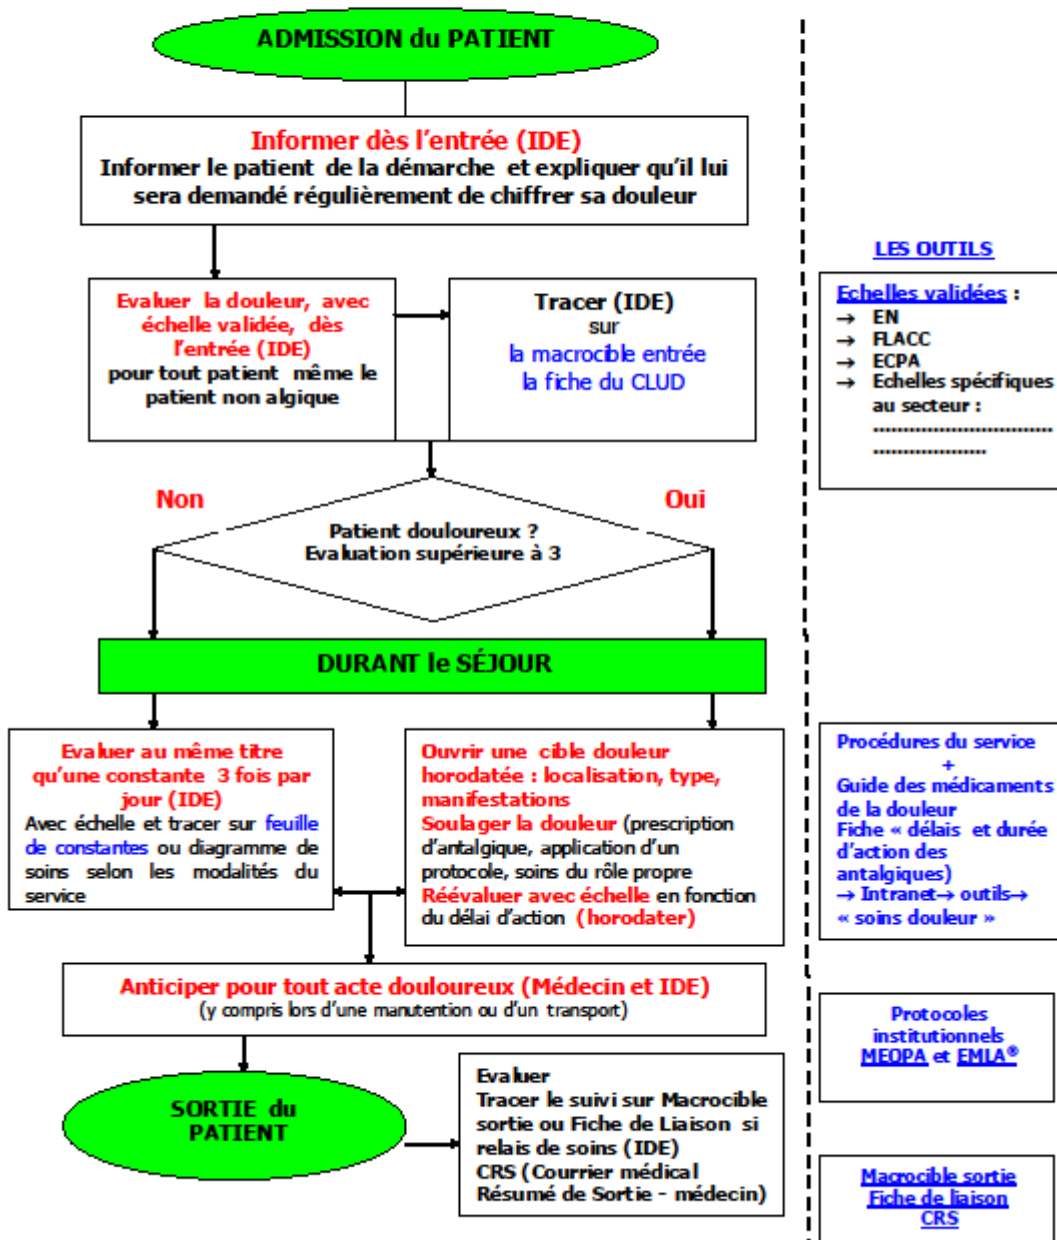 ADMISSION du PATIENT
Informer dès l'entrée (IDE)
Informer le patient de la démarche et expliquer qu'il lui
sera demandé régulièrement de chiffrer sa douleur
Evaluer la douleur, avec
échelle validée, dès
l'entrée (IDE)
pour tout patient même le
patient non algique
Tracer (IDE)
sur
la macrocible entrée
la fiche du CLUD
LES OUTILS
Echelles validées :
→ EN
→ FLACC
→ ECPA
→ Echelles spécifiques
au secteur :
..............................
...................
Non
Oui
Patient douloureux ?
Evaluation supérieure à 3
DURANT le SÉJOUR
Evaluer au même titre
qu'une constante 3 fois par
jour (IDE)
Avec échelle et tracer sur feuille
de constantes ou diagramme de
soins selon les modalités du
service
Ouvrir une cible douleur
horodatée : localisation, type,
manifestations
Soulager la douleur (prescription
d'antalgique, application d'un
protocole, soins du rôle propre
Réévaluer avec échelle en fonction
du délai d'action (horodater)
Procédures du service
+
Guide des médicaments
de la douleur
Fiche « délais et durée
d'action des
antalgiques)
→ Intranet→ outils→
« soins douleur »
Anticiper pour tout acte douloureux (Médecin et IDE)
(y compris lors d'une manutention ou d'un transport)
Protocoles
institutionnels
MEOPA et EMLA®
SORTIE du
PATIENT
Evaluer
Tracer le suivi sur Macrocible
sortie ou Fiche de Liaison si
relais de soins (IDE)
CRS (Courrier médical
Résumé de Sortie - médecin)
Macrocible sortie
Fiche de liaison
CRS